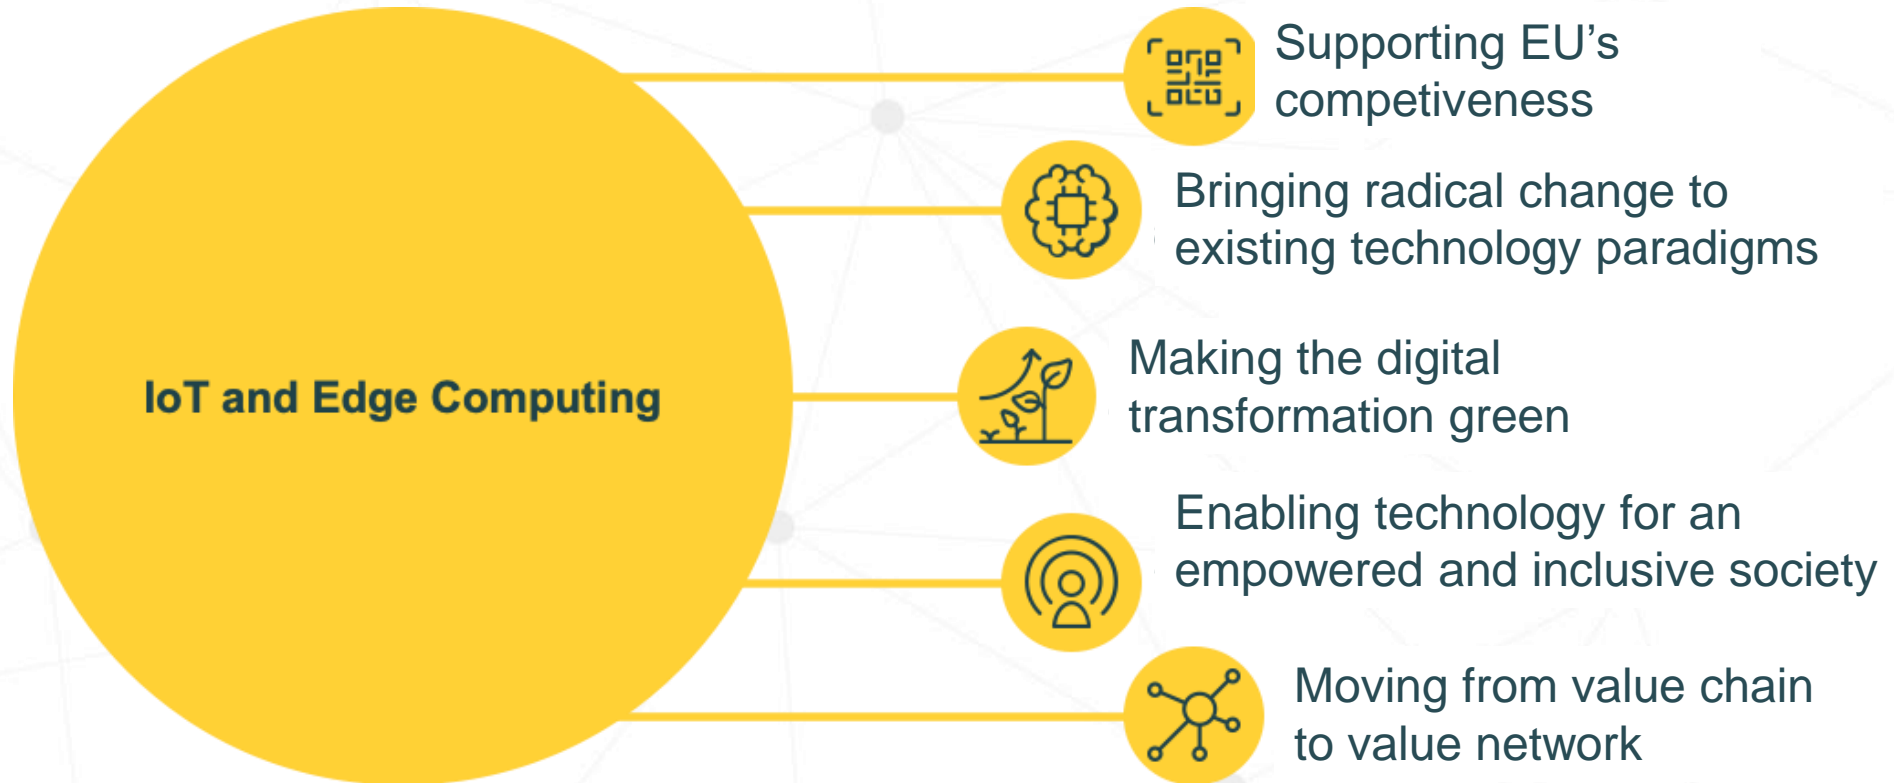 IoT and Edge Computing
Supporting EU’s
competiveness
Bringing radical change to
existing technology paradigms
Making the digital
transformation green
Enabling technology for an
empowered and inclusive society
Moving from value chain
to value network